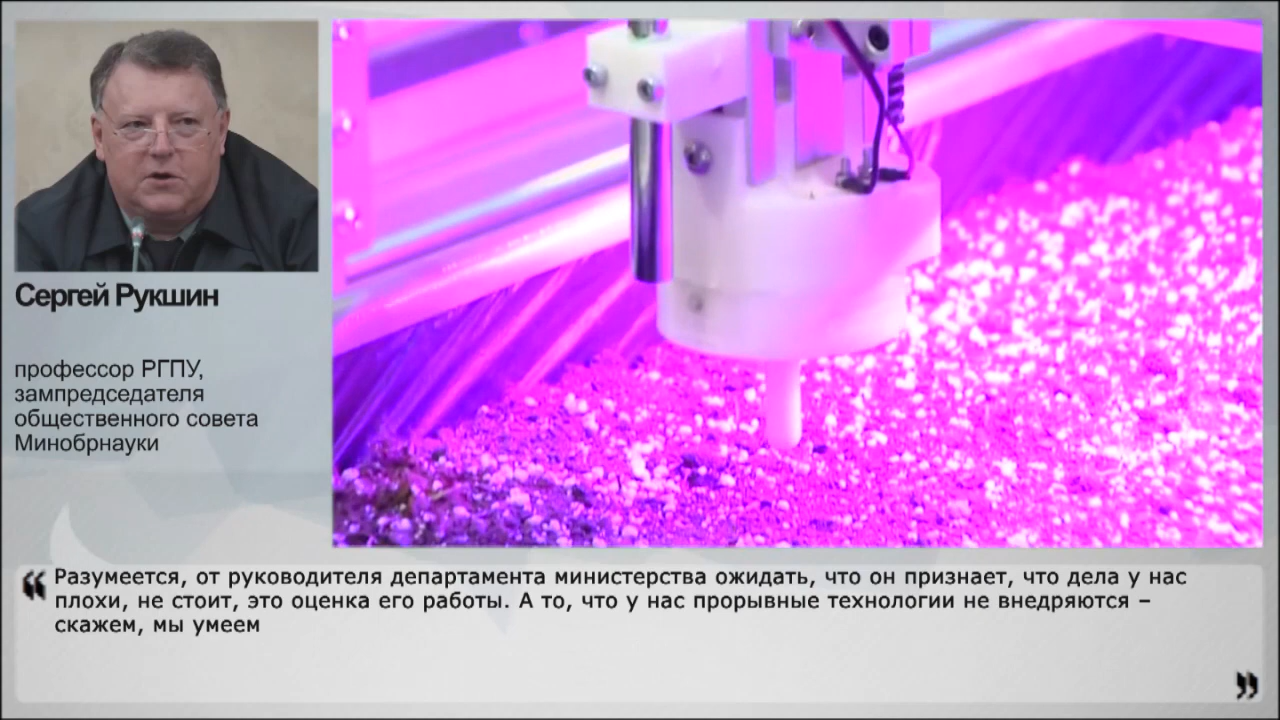 Сергей Рукшин
профессор РГПУ,
зампредседателя
общественного совета
Минобрнауки
“ Разумеется, от руководителя департамента министерства ожидать, что он признает, что дела у нас
плохи, не стоит, это оценка его работы. А то, что у нас прорывные технологии не внедряются –
скажем, мы умеем
”